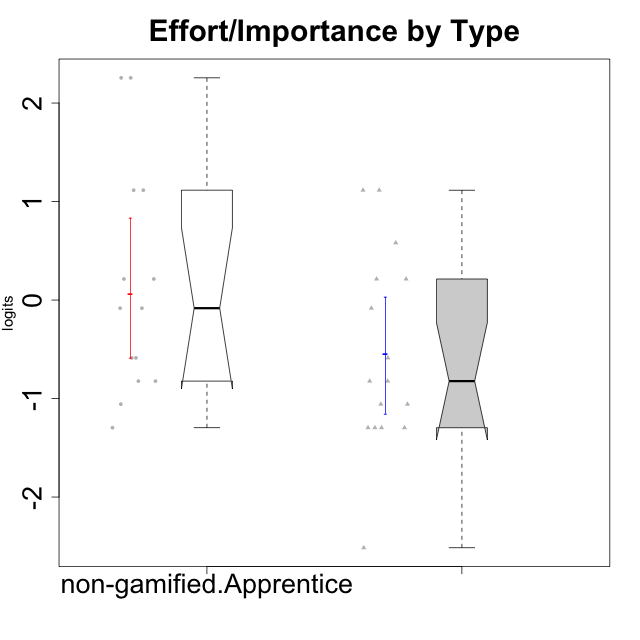 Effort/Importance by Type
2
1
0
-1
-2
logits
non-gamified.Apprentice